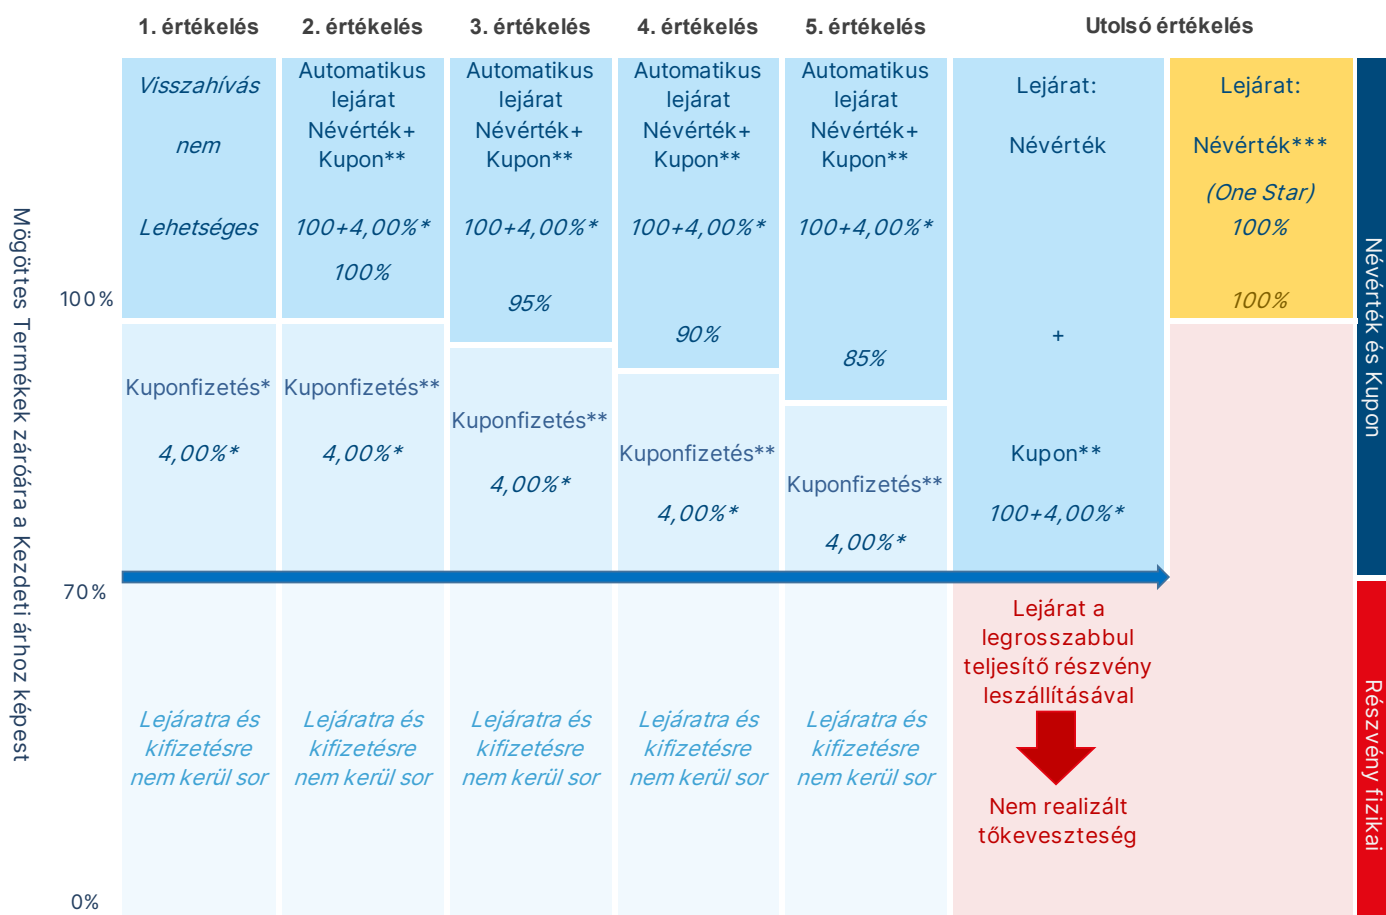 1. értékelés
2. értékelés
3. értékelés
4. értékelés
5. értékelés
Utolsó értékelés
Mögöttes Termékek záróára a Kezdeti árhoz képest
100%
70%
0%
Visszahívás
nem
Lehetséges
Kuponfizetés*
4,00%*
Lejáratra és
kifizetésre
nem kerül sor
Automatikus
lejárat
Névérték+
Kupon**
100+4,00%*
100%
Kuponfizetés**
4,00%*
Lejáratra és
kifizetésre
nem kerül sor
Automatikus
lejárat
Névérték+
Kupon**
100+4,00%*
95%
Kuponfizetés**
4,00%*
Lejáratra és
kifizetésre
nem kerül sor
Automatikus
lejárat
Névérték+
Kupon**
100+4,00%*
90%
Kuponfizetés**
4,00%*
Lejáratra és
kifizetésre
nem kerül sor
Automatikus
lejárat
Névérték+
Kupon**
100+4,00%*
85%
Kuponfizetés**
4,00%*
Lejáratra és
kifizetésre
nem kerül sor
Lejárat:
Névérték
+
Kupon**
100+4,00%*
Lejárat a
legrosszabbul
teljesítő részvény
leszállításával
Nem realizált
tőkeveszteség
Lejárat:
Névérték***
(One Star)
100%
100%
Névérték és Kupon
Részvény fizikai